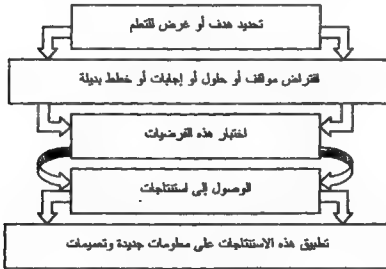 تحديد هدف أو غرض للتعلم
افتراض مواقف أو حلول أو إجابات أو خطط بديلة
اختبار هذه الفرضيات
الوصول إلى استنتاجات
تطبيق هذه الاستنتاجات على معلومات جديدة وتعميمات